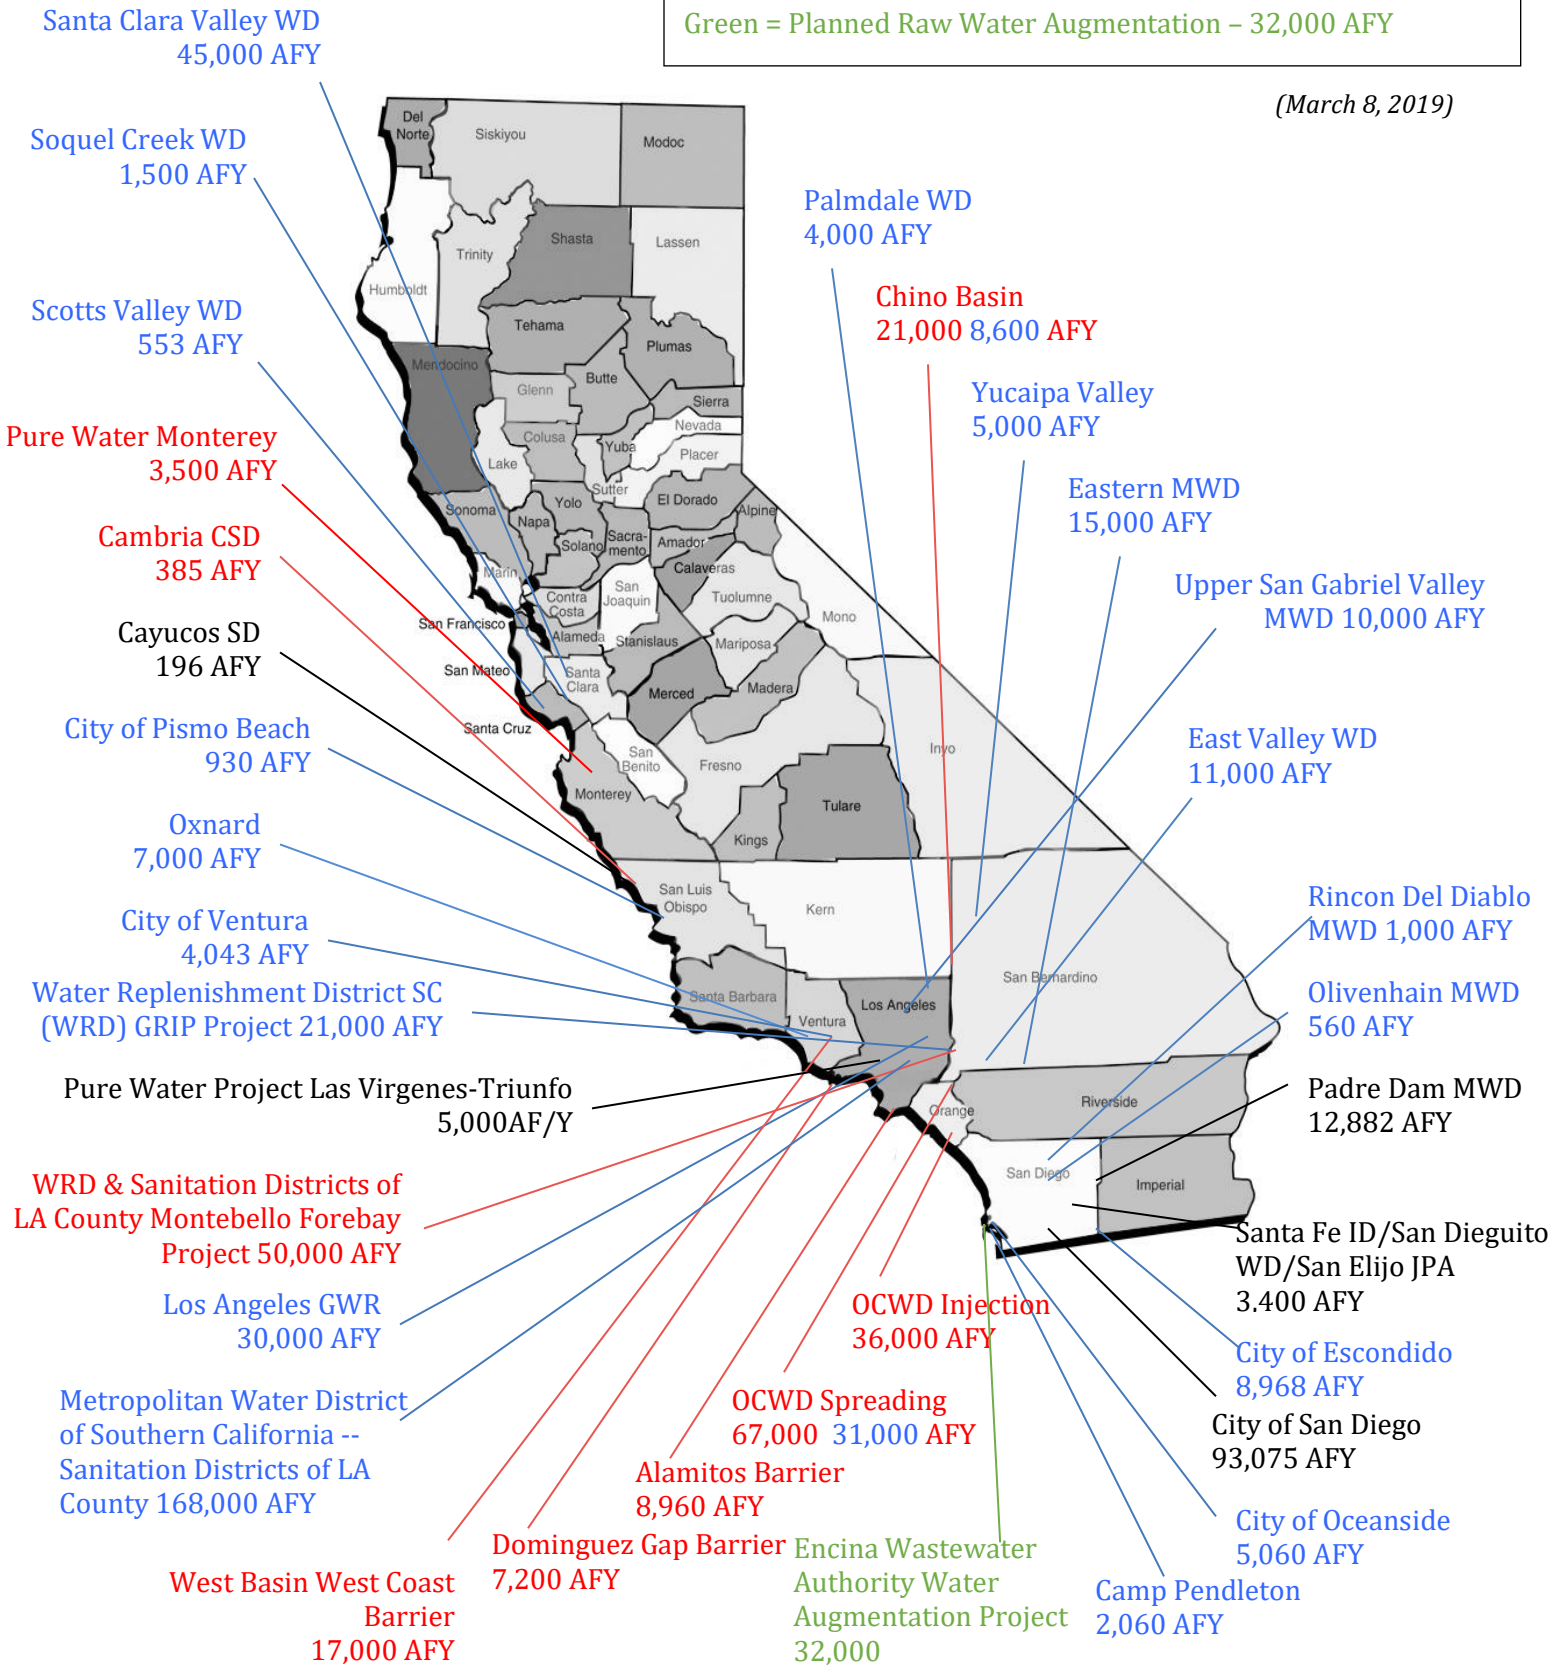 Green = Planned Raw Water Augmentation – 32,000 AFY
(March 8, 2019)
Santa Clara Valley WD
45,000 AFY
Soquel Creek WD
1,500 AFY
Scotts Valley WD
553 AFY
Pure Water Monterey
3,500 AFY
Cambria CSD
385 AFY
Cayucos SD
196 AFY
City of Pismo Beach
930 AFY
Oxnard
7,000 AFY
City of Ventura
4,043 AFY
Water Replenishment District SC
(WRD) GRIP Project 21,000 AFY
Pure Water Project Las Virgenes-Triunfo
5,000AF/Y
WRD & Sanitation Districts of
LA County Montebello Forebay
Project 50,000 AFY
Los Angeles GWR
30,000 AFY
Metropolitan Water District
of Southern California --
Sanitation Districts of LA
County 168,000 AFY
West Basin West Coast
Barrier
17,000 AFY
Dominguez Gap Barrier
7,200 AFY
Alamitos Barrier
8,960 AFY
OCWD Spreading
67,000 31,000 AFY
OCWD Injection
36,000 AFY
Encina Wastewater
Authority Water
Augmentation Project
32,000
Camp Pendleton
2,060 AFY
City of Oceanside
5,060 AFY
City of San Diego
93,075 AFY
City of Escondido
8,968 AFY
Santa Fe ID/San Dieguito
WD/San Elijo JPA
3,400 AFY
Padre Dam MWD
12,882 AFY
Olivenhain MWD
560 AFY
Rincon Del Diablo
MWD 1,000 AFY
East Valley WD
11,000 AFY
Upper San Gabriel Valley
MWD 10,000 AFY
Eastern MWD
15,000 AFY
Yucaipa Valley
5,000 AFY
Chino Basin
21,000 8,600 AFY
Palmdale WD
4,000 AFY
Del
Norte
Siskiyou
Modoc
Humboldt
Trinity
Shasta
Lassen
Tehama
Plumas
Mendocino
Glenn
Butte
Sierra
Nevada
Colusa
Yuba
Placer
Lake
Sutter
El Dorado
Sonoma
Napa
Yolo
Alpine
Solano
Sacra-
mento
Amador
Calaveras
Marin
Contra
Costa
San
Joaquin
Tuolumne
Mono
San Francisco
Alameda
Stanislaus
Mariposa
San Mateo
Santa
Clara
Merced
Madera
Santa Cruz
San
Benito
Fresno
Inyo
Monterey
Kings
Tulare
San Luis
Obispo
Kern
San Bernardino
Santa Barbara
Ventura
Los Angeles
Orange
Riverside
San Diego
Imperial